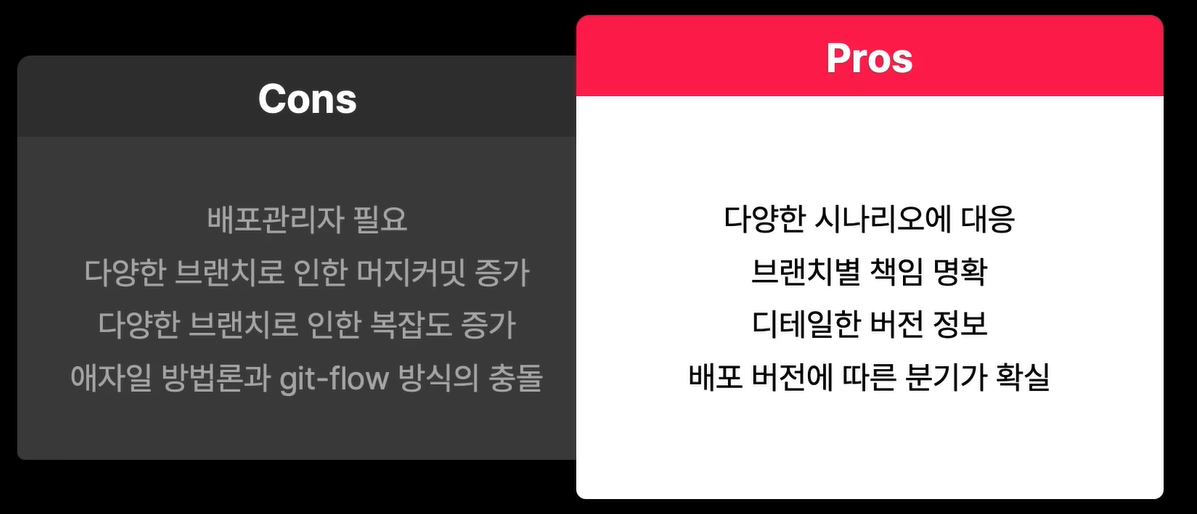 Cons
배포관리자 필요
다양한 브랜치로 인한 머지커밋 증가
다양한 브랜치로 인한 복잡도 증가
애자일 방법론과 git-flow 방식의 충돌
Pros
다양한 시나리오에 대응
브랜치별 책임 명확
디테일한 버전 정보
배포 버전에 따른 분기가 확실